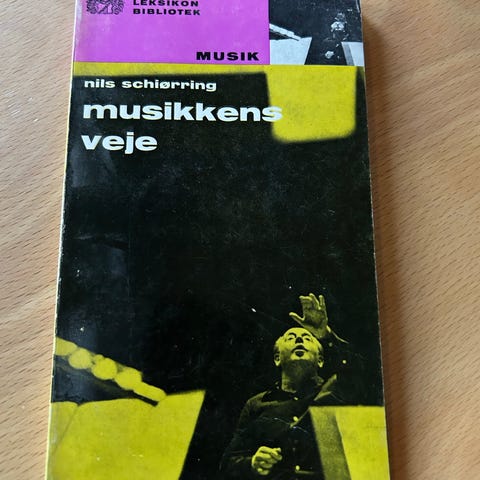 LEKSIKON
BIBLIOTEK
MUSIK
nils schiørring
musikkens
veje